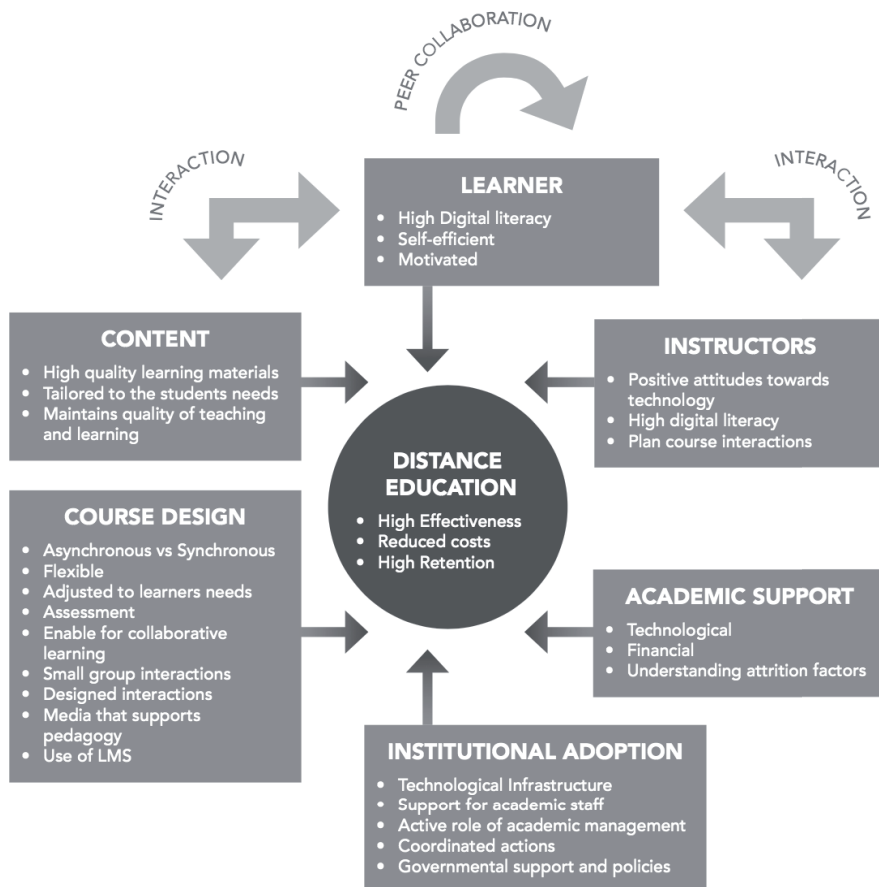 PEER COLLABORATION
INTERACTION
INTERACTION
LEARNER
• High Digital literacy
• Self-efficient
• Motivated
CONTENT
• High quality learning materials
• Tailored to the students needs
• Maintains quality of teaching
and learning
INSTRUCTORS
• Positive attitudes towards
technology
• High digital literacy
• Plan course interactions
DISTANCE
EDUCATION
• High Effectiveness
• Reduced costs
• High Retention
COURSE DESIGN
• Asynchronous vs Synchronous
• Flexible
• Adjusted to learners needs
• Assessment
• Enable for collaborative
learning
• Small group interactions
• Designed interactions
• Media that supports
pedagogy
• Use of LMS
ACADEMIC SUPPORT
• Technological
• Financial
• Understanding attrition factors
INSTITUTIONAL ADOPTION
• Technological Infrastructure
• Support for academic staff
• Active role of academic management
• Coordinated actions
• Governmental support and policies